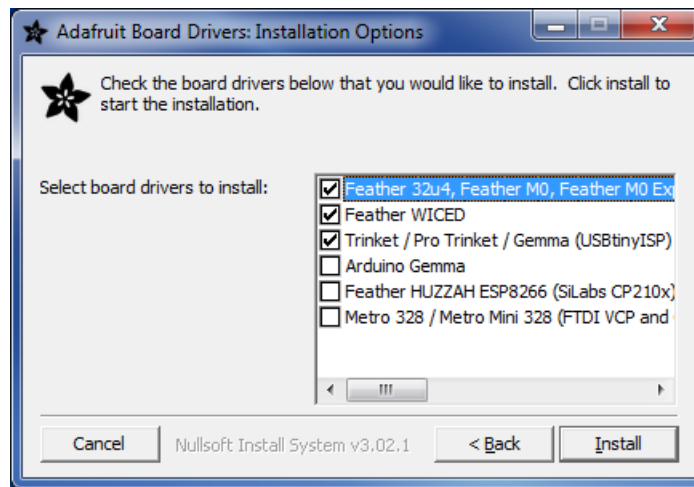 Adafruit Board Drivers: Installation Options
Check the board drivers below that you would like to install. Click install to
start the installation.
Select board drivers to install:
Feather 32u4, Feather M0, Feather M0
Feather WICED
Trinket / Pro Trinket / Gemma (USBtinyISP)
Arduino Gemma
Feather HUZZAH ESP8266 (SiLabs CP210x)
Metro 328 / Metro Mini 328 (FTDI VCP and
Cancel
Nullsoft Install System v3.02.1
< Back
Install